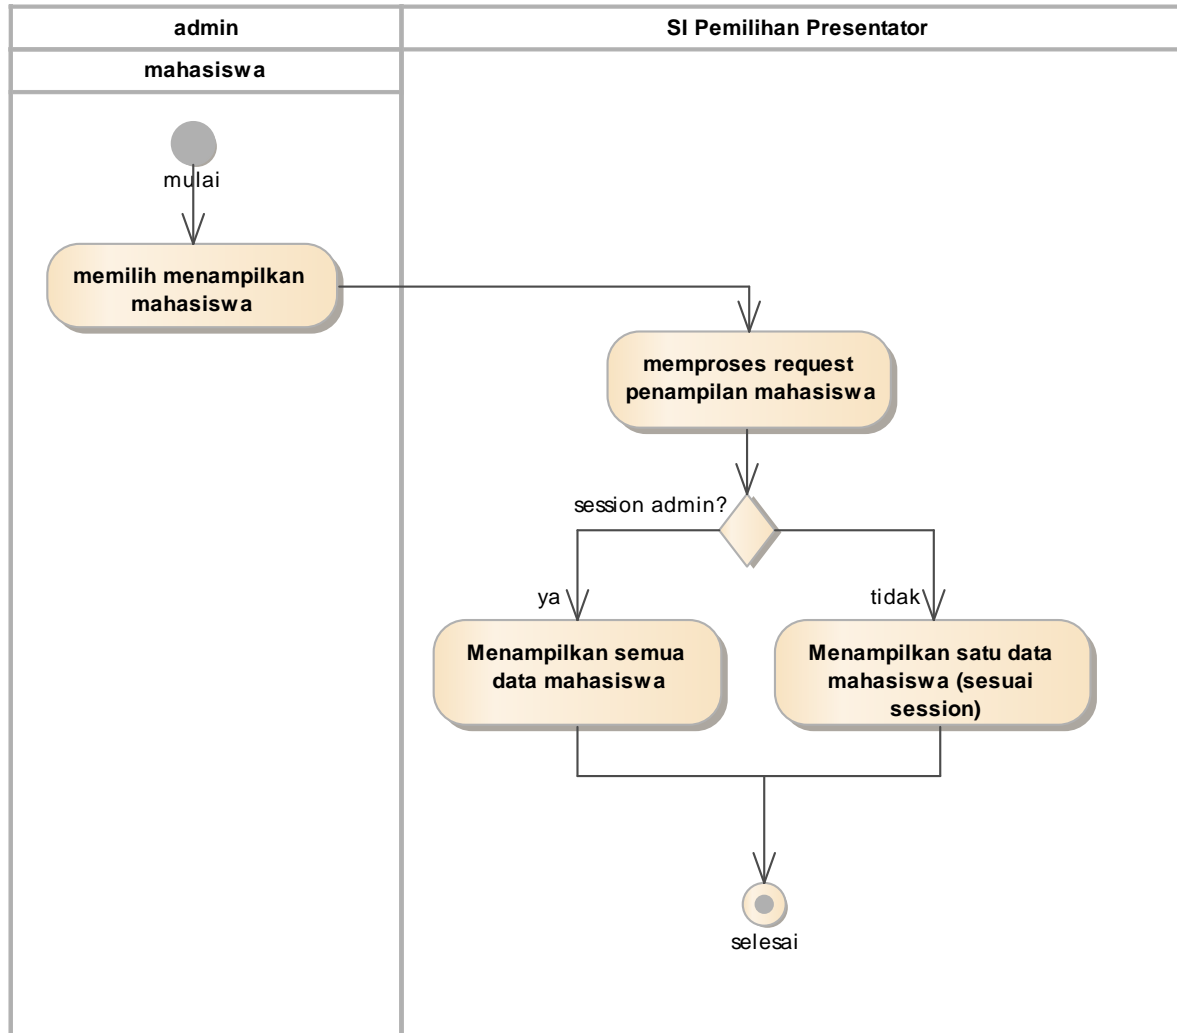 admin
SI Pemilihan Presentator
mahasiswa
mulai
memilih menampilkan
mahasiswa
memproses request
penampilan mahasiswa
session admin?
ya
tidak
Menampilkan semua
data mahasiswa
Menampilkan satu data
mahasiswa (sesuai
session)
selesai